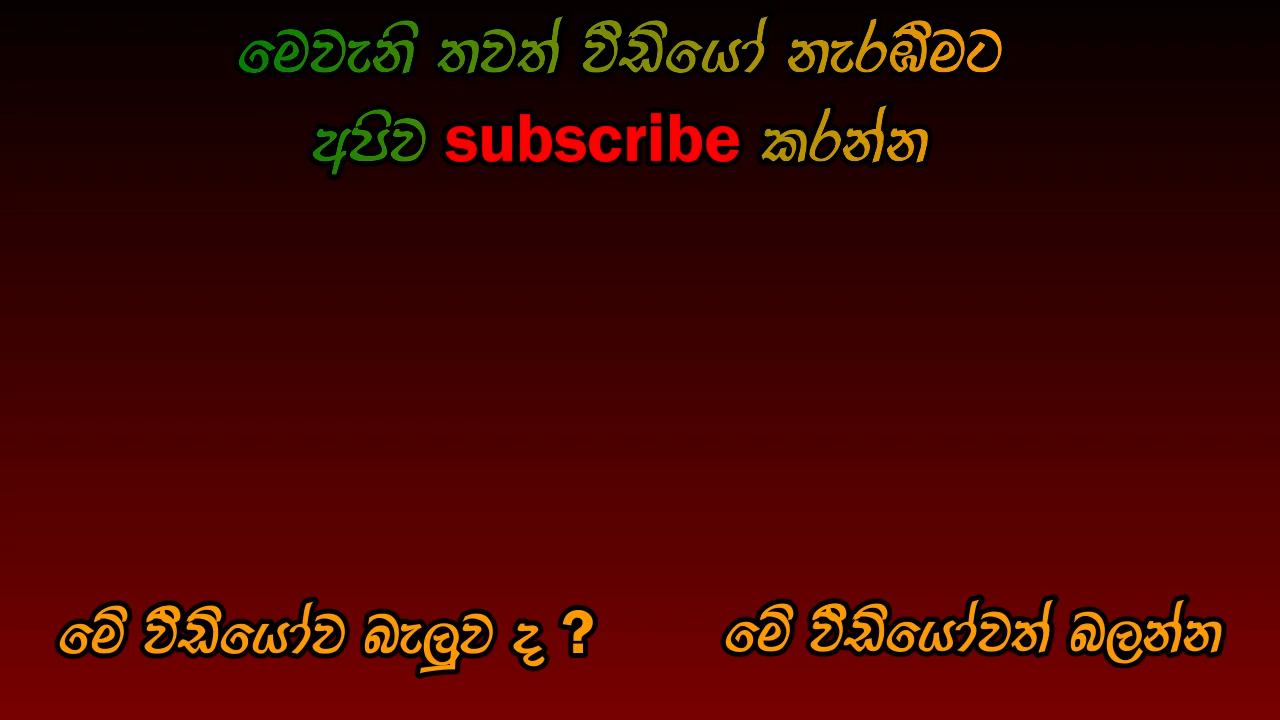 මෙවැනි තවත් වීඩියෝ නැරඹීමට
අපිව subscribe කරන්න
මේ වීඩියෝව බැලුව ද ?
මේ වීඩියෝවත් බලන්න